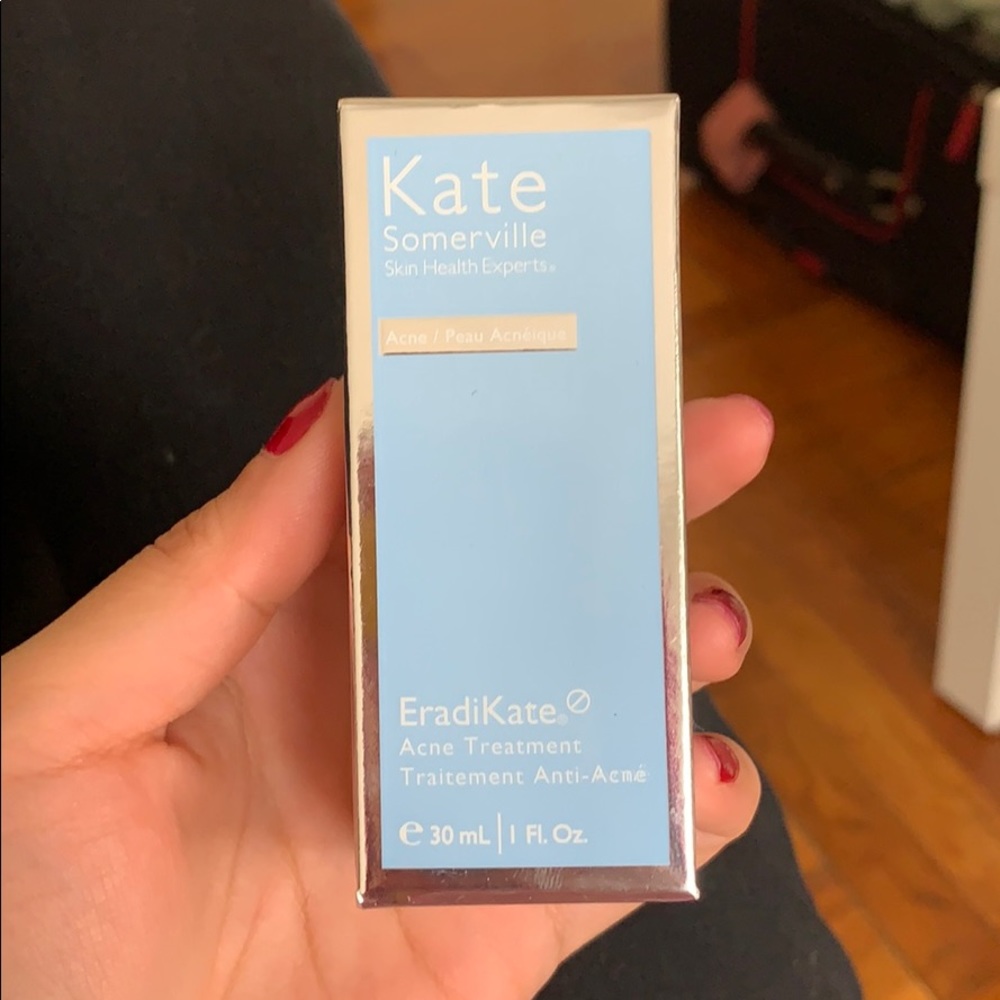 Kate
Somerville
Skin Health Experts®
Acne / Peau Acnéique
EradiKate®
Acne Treatment
Traitement Anti-Acné
e 30 mL | 1 Fl. Oz.